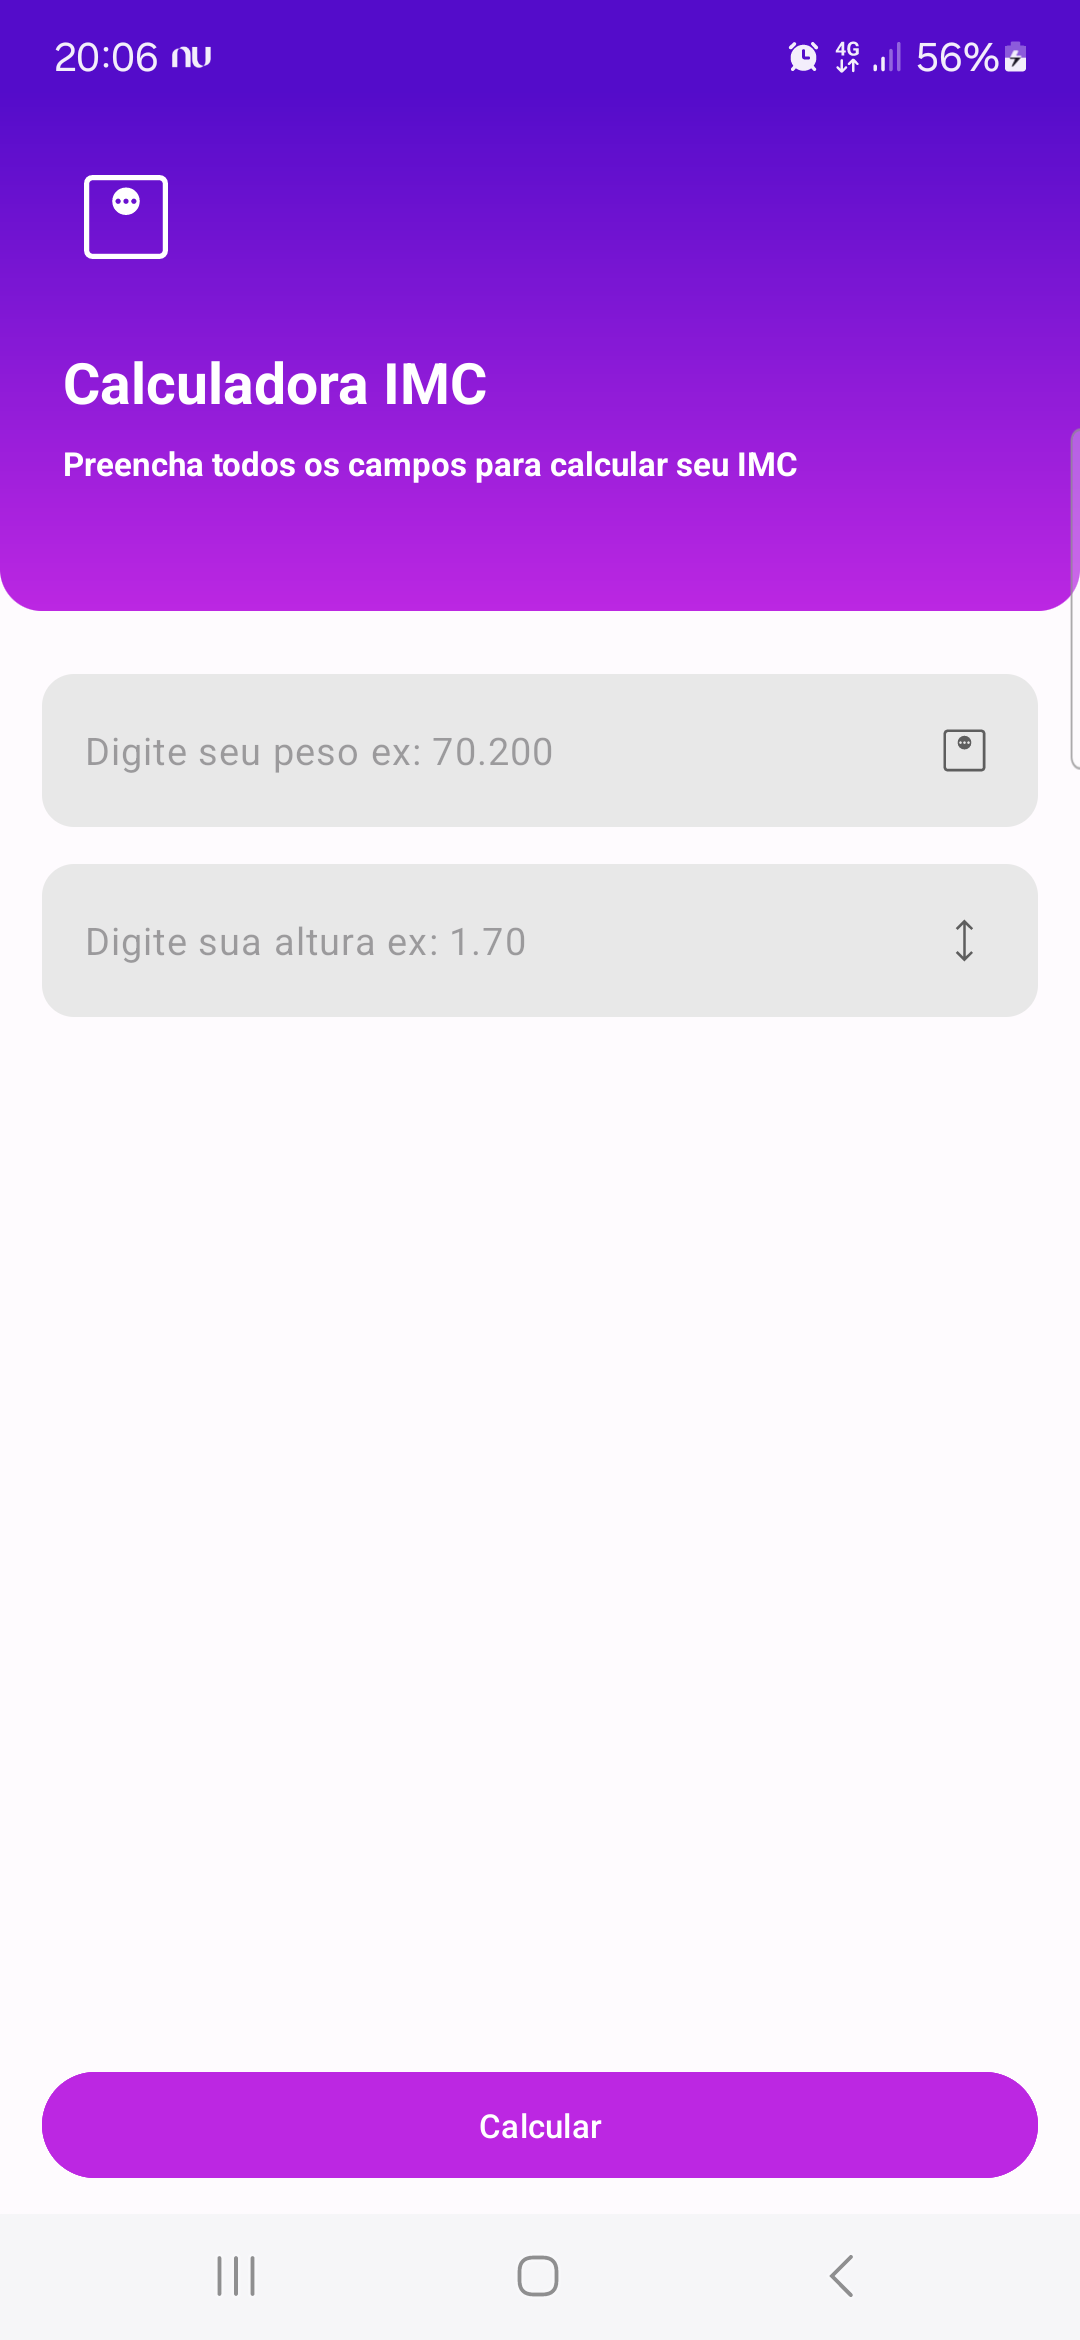 20:06 nu 4G 56%
Calculadora IMC
Preencha todos os campos para calcular seu IMC
Digite seu peso ex: 70.200
Digite sua altura ex: 1.70
Calcular